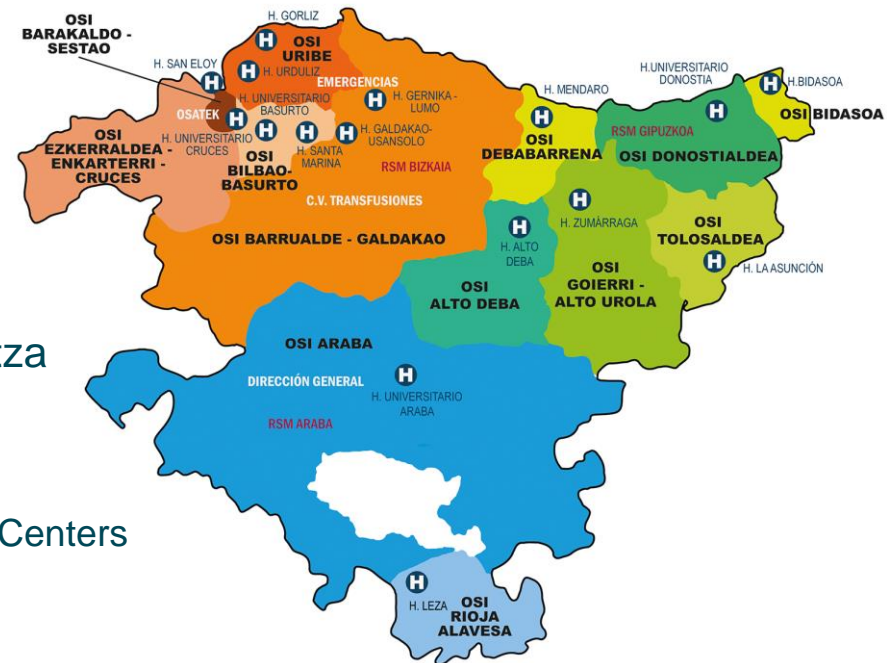 OSI
BARAKALDO -
SESTAO
H. GORLIZ
OSI
URIBE
H. SAN ELOY
H. URDULIZ
EMERGENCIAS
OSATEK
H. UNIVERSITARIO
BASURTO
H. GERNIKA -
LUMO
H. UNIVERSITARIO
CRUCES
H. SANTA
MARINA
H. GALDAKAO-
USANSOLO
OSI
EZKERRALDEA -
ENKARTERRI -
CRUCES
OSI
BILBAO-
BASURTO
RSM BIZKAIA
C.V. TRANSFUSIONES
OSI BARRUALDE - GALDAKAO
H. MENDARO
OSI
DEBABARRENA
H.UNIVERSITARIO
DONOSTIA
H.BIDASOA
OSI BIDASOA
RSM GIPUZKOA
OSI DONOSTIALDEA
H. ZUMÁRRAGA
OSI
TOLOSALDEA
H. LA ASUNCIÓN
H. ALTO
DEBA
OSI
ALTO DEBA
OSI
GOIERRI -
ALTO UROLA
tza
OSI ARABA
DIRECCIÓN GENERAL
H. UNIVERSITARIO
ARABA
RSM ARABA
Centers
H. LEZA
OSI
RIOJA
ALAVESA